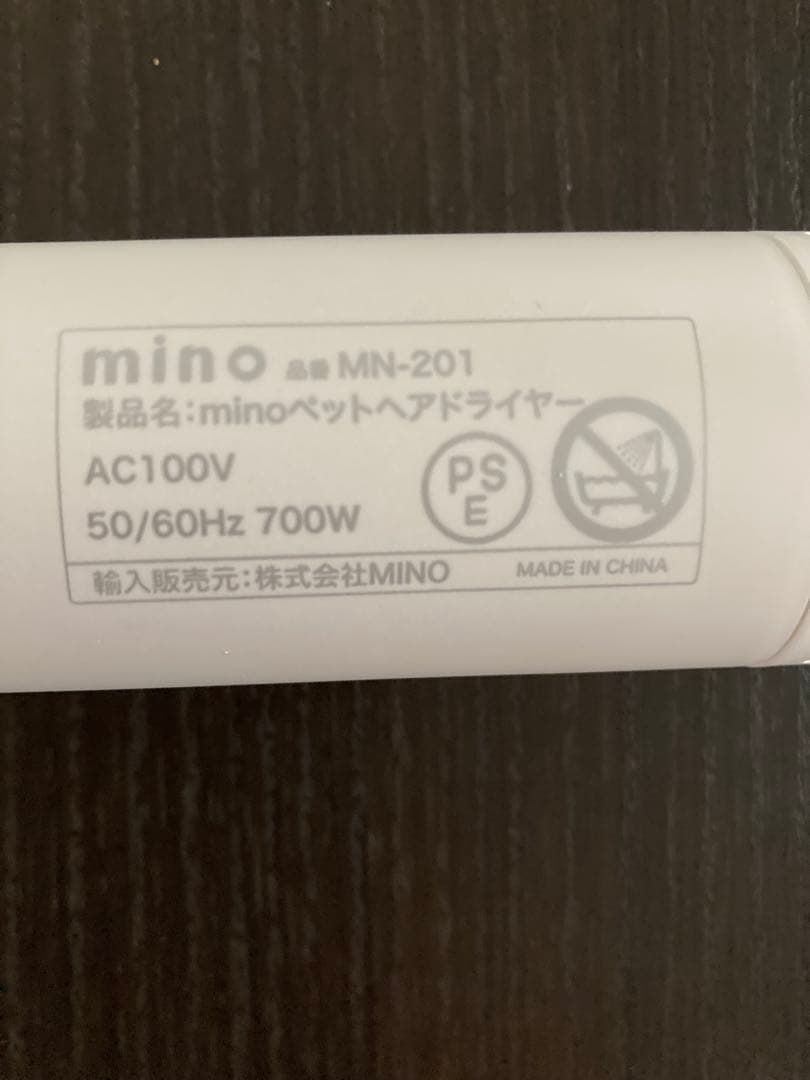 mino 品番 MN-201
製品名：minoペットヘアドライヤー
AC100V
50/60Hz 700W
PS
E
輸入販売元：株式会社MINO
MADE IN CHINA